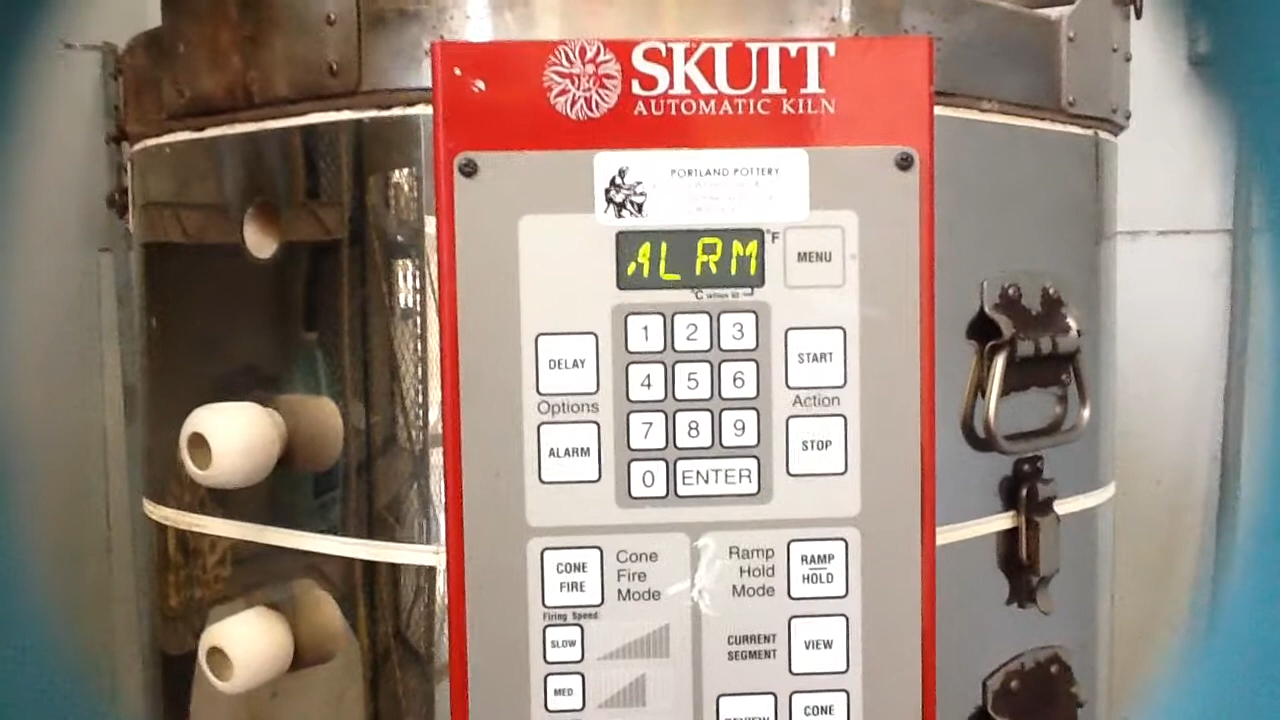 SKUTT
AUTOMATIC KILN
PORTLAND POTTERY
ALRM
°F
MENU
°C
1 2 3
DELAY
START
4 5 6
Options
Action
7 8 9
ALARM
STOP
0 ENTER
CONE FIRE
Cone
Fire
Mode
Ramp
Hold
Mode
RAMP
HOLD
Firing Speed
SLOW
CURRENT
SEGMENT
VIEW
MED
REVIEW
CONE